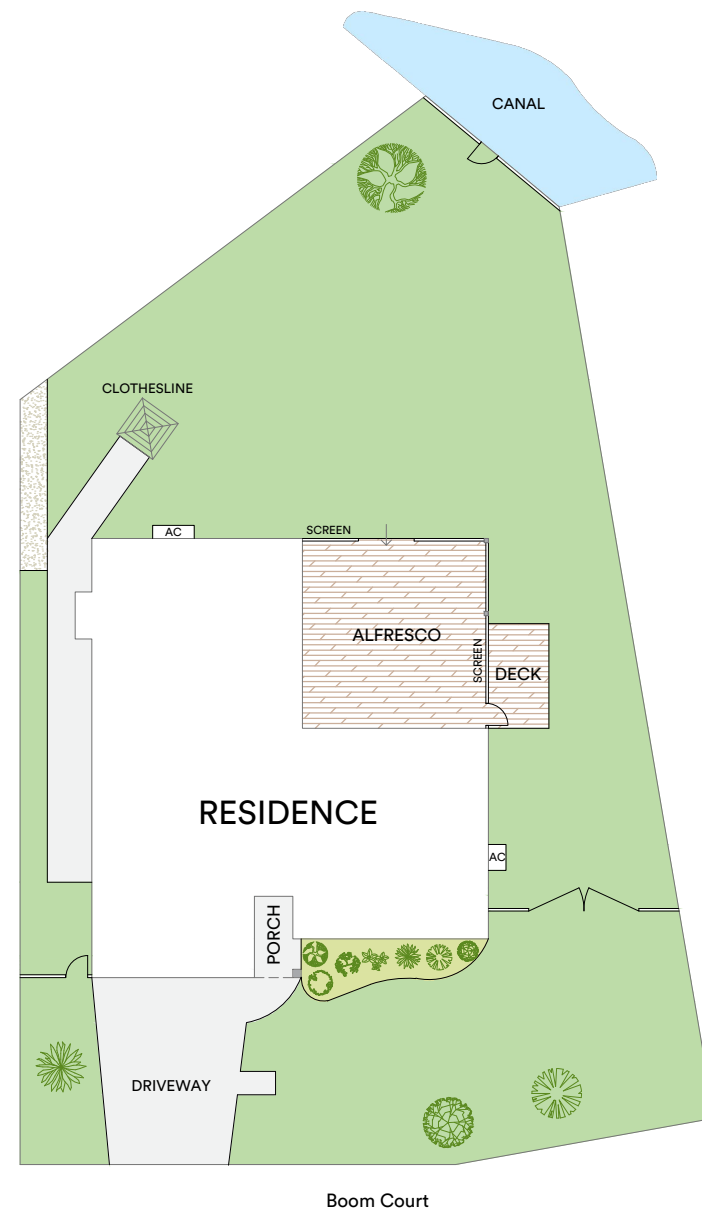 CANAL
CLOTHESLINE
AC
SCREEN
ALFRESCO
SCREEN
DECK
RESIDENCE
AC
PORCH
DRIVEWAY
Boom Court